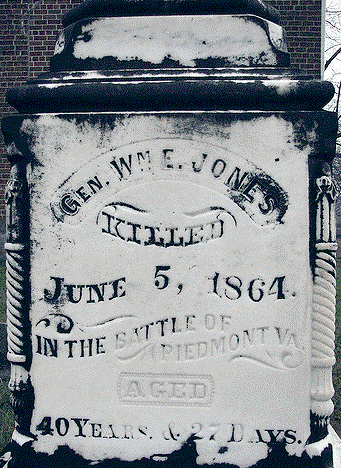 GEN. WM E. JONES
KILLED
JUNE 5, 1864.
IN THE BATTLE OF
PIEDMONT VA.
AGED
40 YEARS. & 27 DAYS.